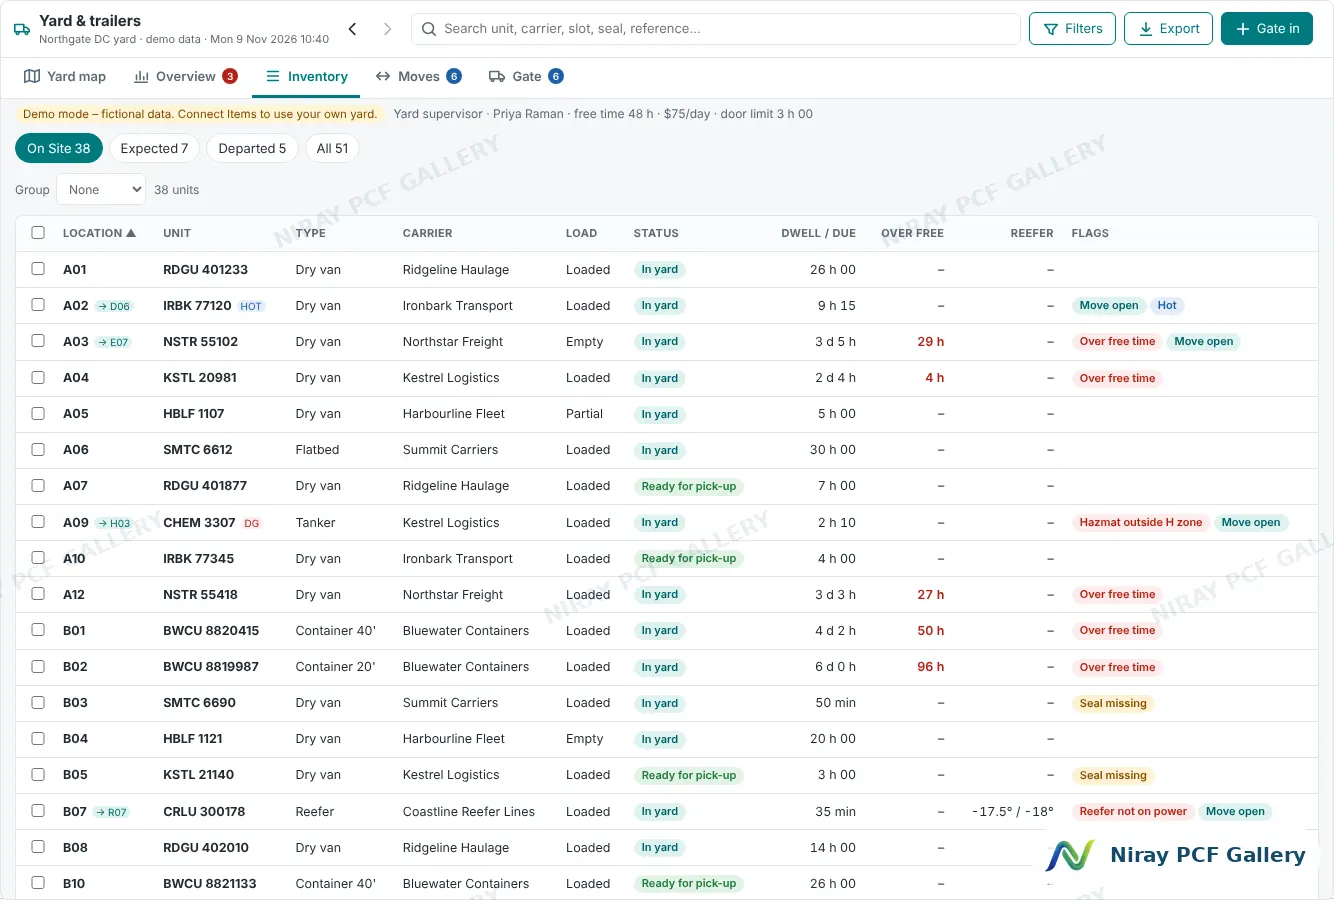 Yard & trailers
Northgate DC yard · demo data · Mon 9 Nov 2026 10:40
Search unit, carrier, slot, seal, reference...
Filters
Export
Gate in
Yard map
Overview 3
Inventory
Moves 6
Gate 6
Demo mode – fictional data. Connect Items to use your own yard. Yard supervisor · Priya Raman · free time 48 h · $75/day · door limit 3 h 00
On Site 38 Expected 7 Departed 5 All 51
Group None 38 units
LOCATION ▲ UNIT TYPE CARRIER LOAD STATUS DWELL / DUE OVER FREE REEFER FLAGS
A01 RDGU 401233 Dry van Ridgeline Haulage Loaded In yard 26 h 00 – –
A02 → D06 IRBK 77120 HOT Dry van Ironbark Transport Loaded In yard 9 h 15 – – Move open Hot
A03 → E07 NSTR 55102 Dry van Northstar Freight Empty In yard 3 d 5 h 29 h – Over free time Move open
A04 KSTL 20981 Dry van Kestrel Logistics Loaded In yard 2 d 4 h 4 h – Over free time
A05 HBLF 1107 Dry van Harbourline Fleet Partial In yard 5 h 00 – –
A06 SMTC 6612 Flatbed Summit Carriers Loaded In yard 30 h 00 – –
A07 RDGU 401877 Dry van Ridgeline Haulage Loaded Ready for pick-up 7 h 00 – –
A09 → H03 CHEM 3307 DG Tanker Kestrel Logistics Loaded In yard 2 h 10 – – Hazmat outside H zone Move open
A10 IRBK 77345 Dry van Ironbark Transport Loaded Ready for pick-up 4 h 00 – –
A12 NSTR 55418 Dry van Northstar Freight Loaded In yard 3 d 3 h 27 h – Over free time
B01 BWCU 8820415 Container 40' Bluewater Containers Loaded In yard 4 d 2 h 50 h – Over free time
B02 BWCU 8819987 Container 20' Bluewater Containers Loaded In yard 6 d 0 h 96 h – Over free time
B03 SMTC 6690 Dry van Summit Carriers Loaded In yard 50 min – – Seal missing
B04 HBLF 1121 Dry van Harbourline Fleet Empty In yard 20 h 00 – –
B05 KSTL 21140 Dry van Kestrel Logistics Loaded Ready for pick-up 3 h 00 – – Seal missing
B07 → R07 CRLU 300178 Reefer Coastline Reefer Lines Loaded In yard 35 min – -17.5° / -18° Reefer not on power Move open
B08 RDGU 402010 Dry van Ridgeline Haulage Loaded In yard 14 h 00 – –
B10 BWCU 8821133 Container 40' Bluewater Containers Loaded Ready for pick-up 26 h 00 – –
Niray PCF Gallery
NIRAY PCF GALLERY
NIRAY PCF GALLERY
PCF GALLERY
NIRAY PCF GALLERY
NIRAY PCF GALL